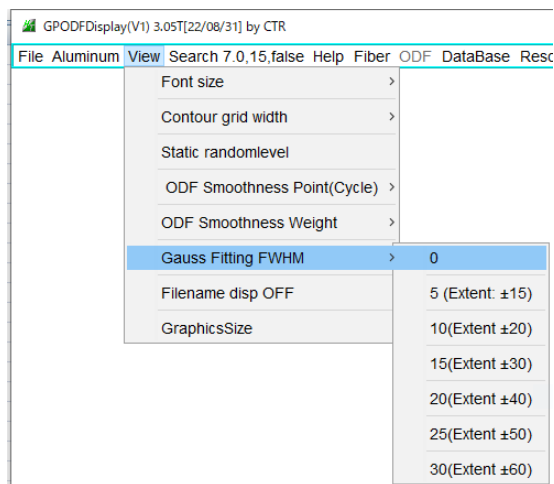 GPODFDisplay(V1) 3.05T[22/08/31] by CTR
File Aluminum View Search 7.0,15,false Help Fiber ODF DataBase Reso
Font size
Contour grid width
Static randomlevel
ODF Smoothness Point(Cycle)
ODF Smoothness Weight
Gauss Fitting FWHM
0
Filename disp OFF
5 (Extent: ±15)
GraphicsSize
10(Extent ±20)
15(Extent ±30)
20(Extent ±40)
25(Extent ±50)
30(Extent ±60)